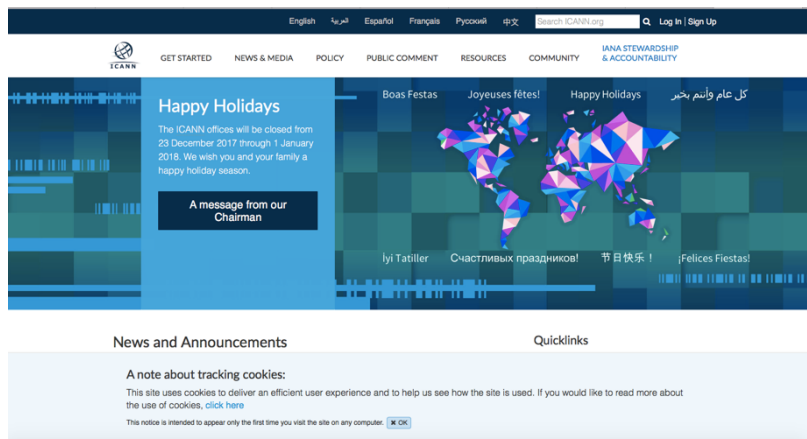 English العربية Español Français Русский 中文 Search ICANN.org Log In | Sign Up
ICANN
GET STARTED NEWS & MEDIA POLICY PUBLIC COMMENT RESOURCES COMMUNITY IANA STEWARDSHIP
& ACCOUNTABILITY
Boas Festas Joyeuses fêtes! Happy Holidays كل عام وأنتم بخير
Happy Holidays
The ICANN offices will be closed from
23 December 2017 through 1 January
2018. We wish you and your family a
happy holiday season.
A message from our
Chairman
İyi Tatiller Счастливых праздников! 节日快乐！ ¡Felices Fiestas!
News and Announcements
Quicklinks
A note about tracking cookies:
This site uses cookies to deliver an efficient user experience and to help us see how the site is used. If you would like to read more about
the use of cookies, click here
This notice is intended to appear only the first time you visit the site on any computer. ✖ OK